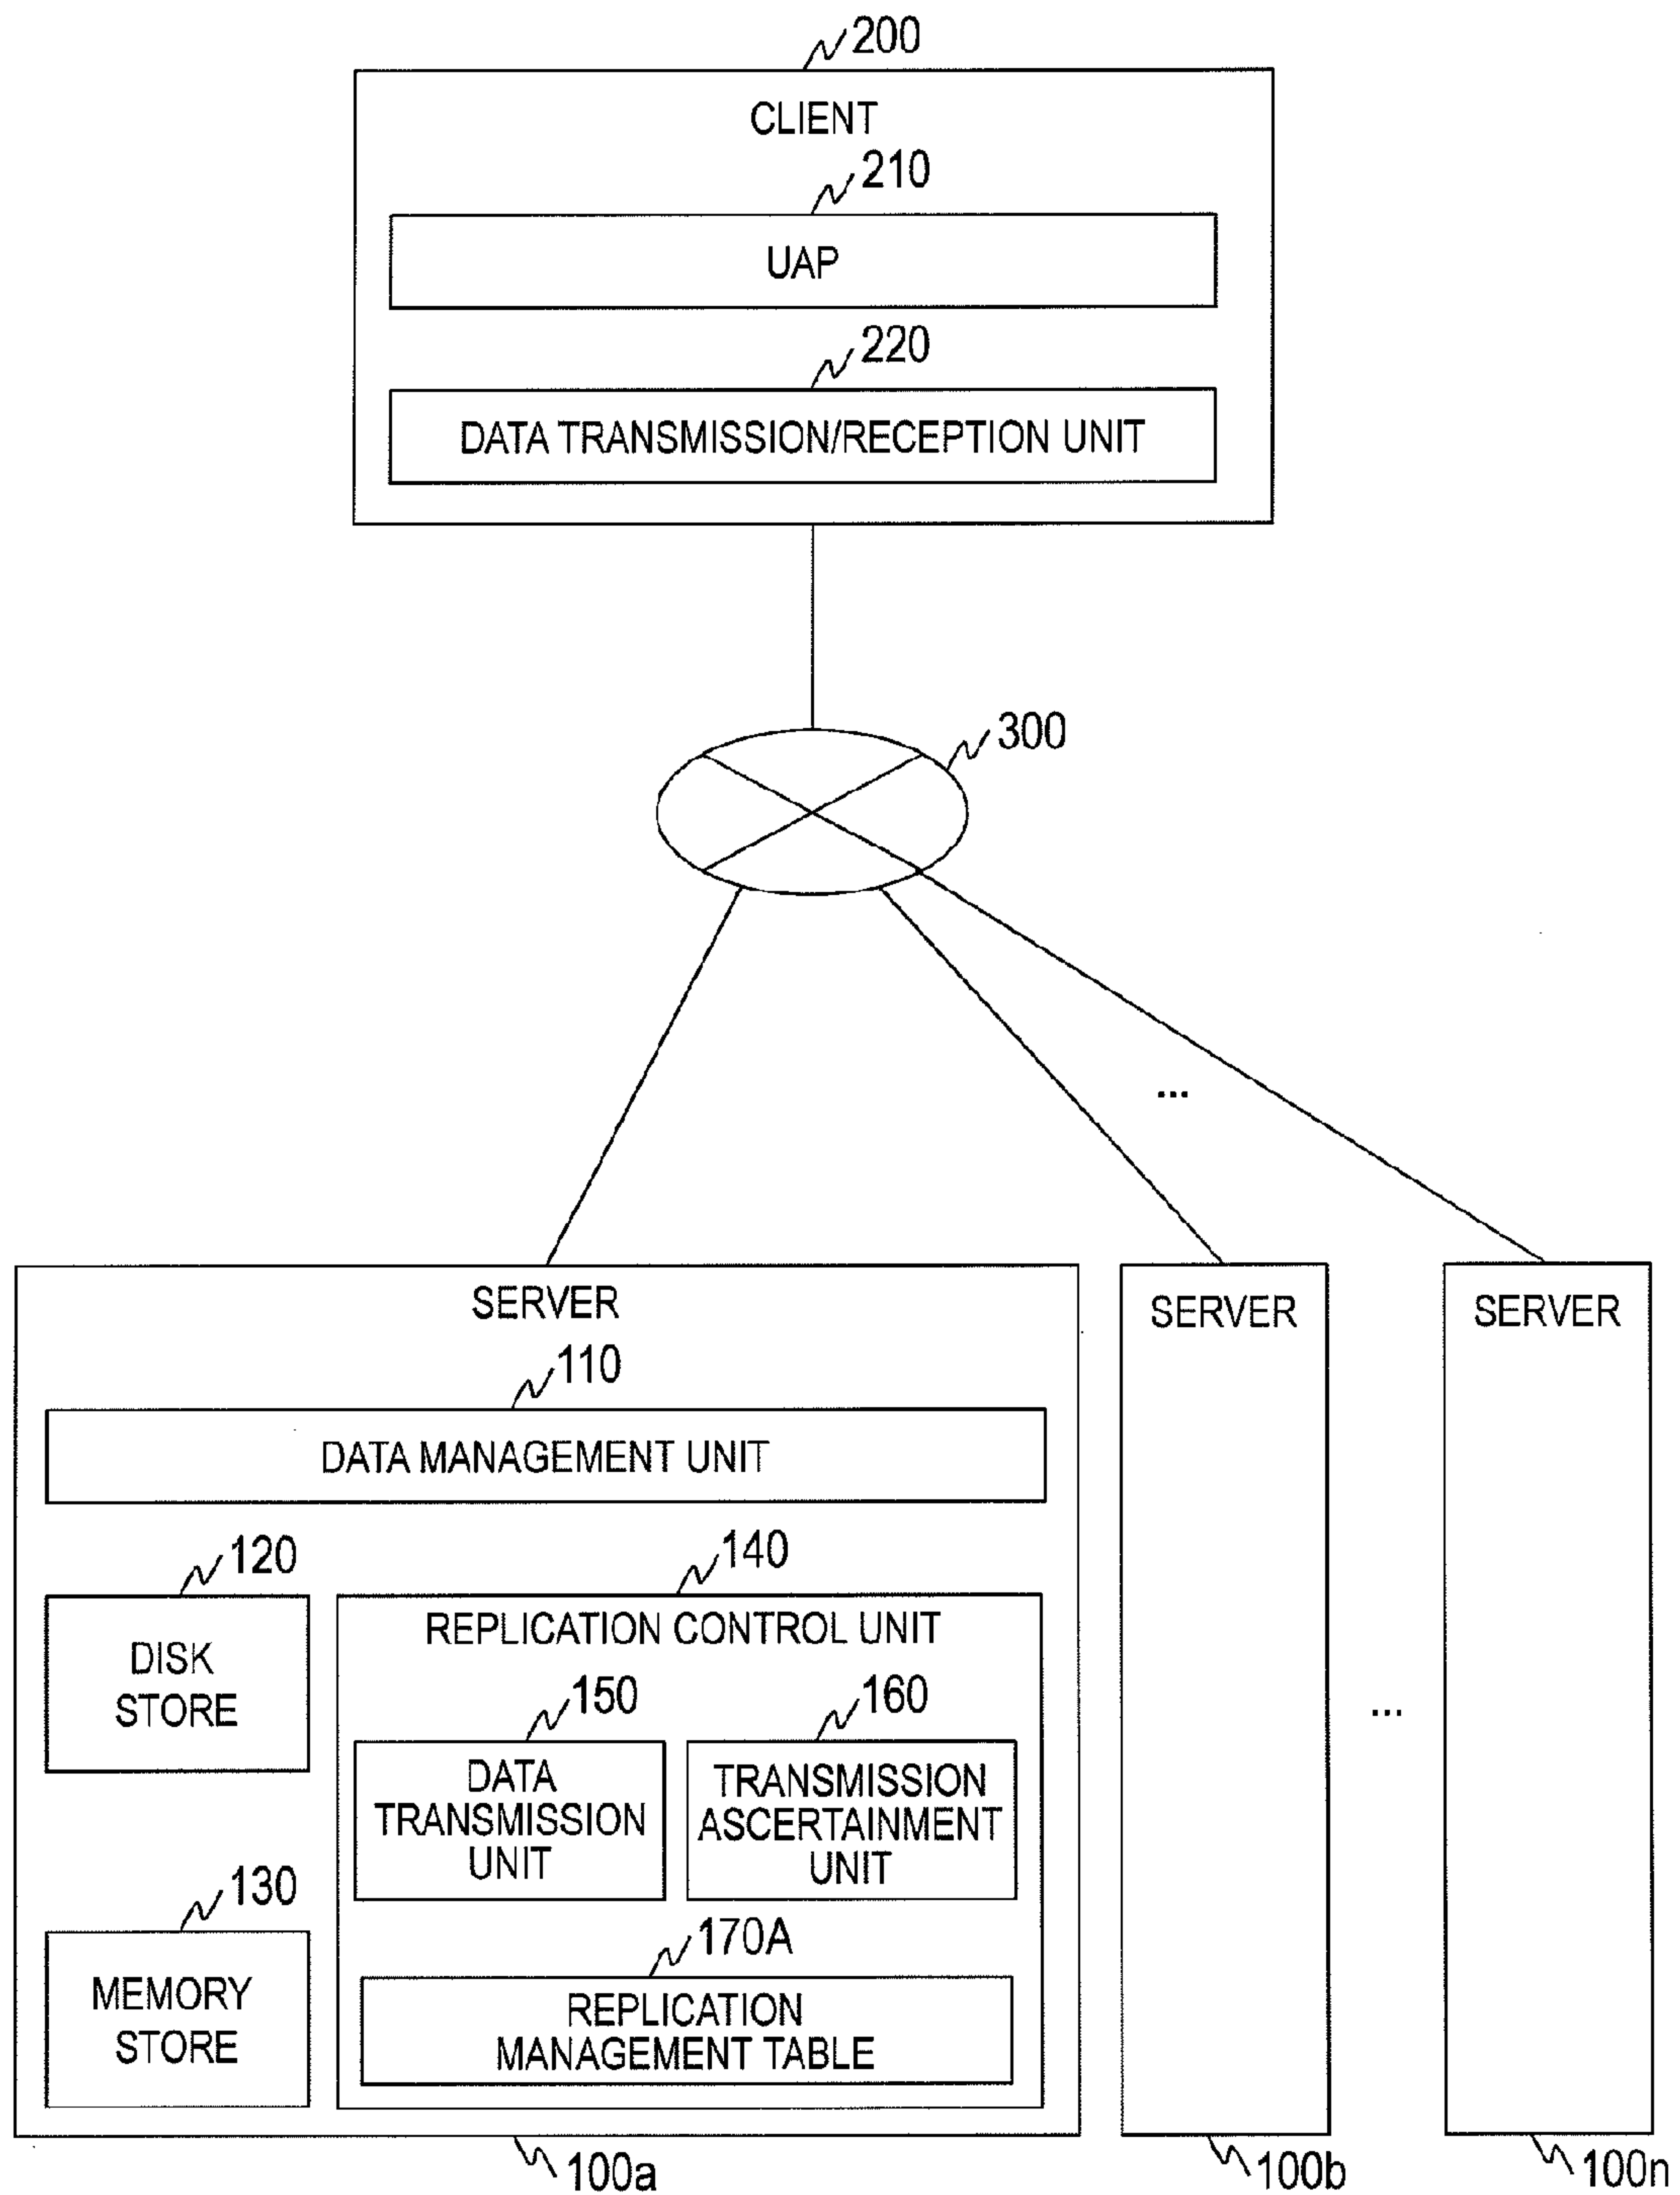 200
CLIENT
210
UAP
220
DATA TRANSMISSION/RECEPTION UNIT
300
...
SERVER
SERVER
SERVER
110
DATA MANAGEMENT UNIT
120
140
DISK
STORE
REPLICATION CONTROL UNIT
150
160
DATA
TRANSMISSION
UNIT
TRANSMISSION
ASCERTAINMENT
UNIT
...
130
170A
MEMORY
STORE
REPLICATION
MANAGEMENT TABLE
100a
100b
100n